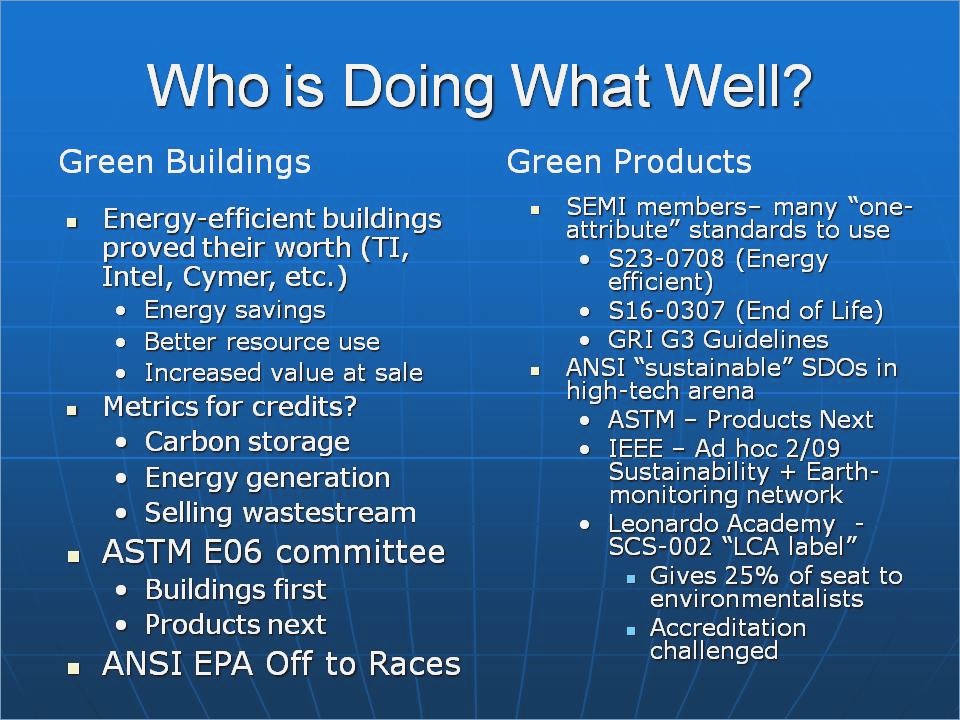 Who is Doing What Well?
Green Buildings
Energy-efficient buildings
proved their worth (TI,
Intel, Cymer, etc.)
Energy savings
Better resource use
Increased value at sale
Metrics for credits?
Carbon storage
Energy generation
Selling wastestream
ASTM E06 committee
Buildings first
Products next
ANSI EPA Off to Races
Green Products
SEMI members– many “one-
attribute” standards to use
S23-0708 (Energy
efficient)
S16-0307 (End of Life)
GRI G3 Guidelines
ANSI “sustainable” SDOs in
high-tech arena
ASTM – Products Next
IEEE – Ad hoc 2/09
Sustainability + Earth-
monitoring network
Leonardo Academy -
SCS-002 “LCA label”
Gives 25% of seat to
environmentalists
Accreditation
challenged